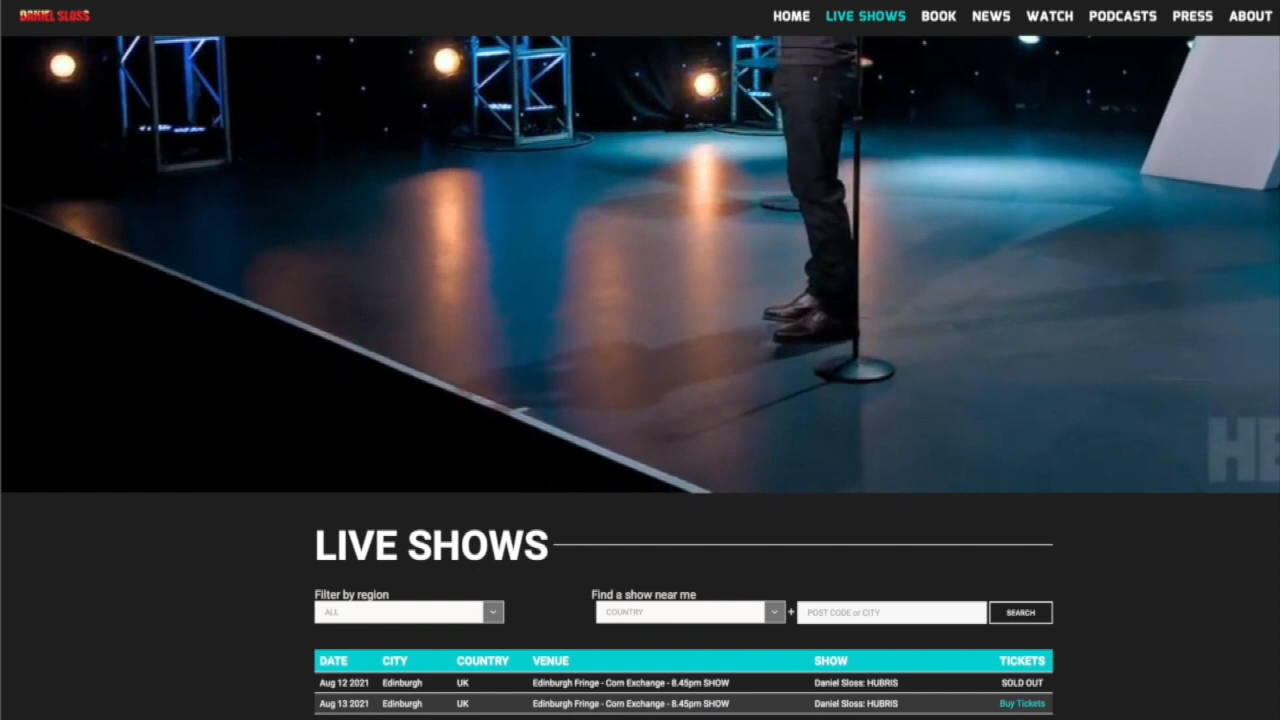 DANIEL SLOSS
HOME LIVE SHOWS BOOK NEWS WATCH PODCASTS PRESS ABOUT
HB
LIVE SHOWS
Filter by region Find a show near me
ALL COUNTRY + POST CODE or CITY SEARCH
DATE CITY COUNTRY VENUE SHOW TICKETS
Aug 12 2021 Edinburgh UK Edinburgh Fringe - Corn Exchange - 8.45pm SHOW Daniel Sloss: HUBRIS SOLD OUT
Aug 13 2021 Edinburgh UK Edinburgh Fringe - Corn Exchange - 8.45pm SHOW Daniel Sloss: HUBRIS Buy Tickets